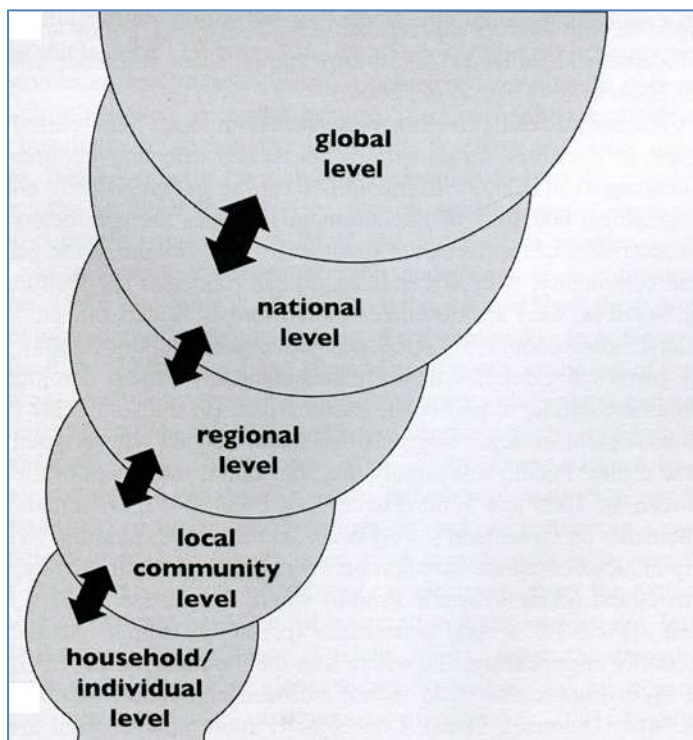 global
level
national
level
regional
level
local
community
level
household/
individual
level